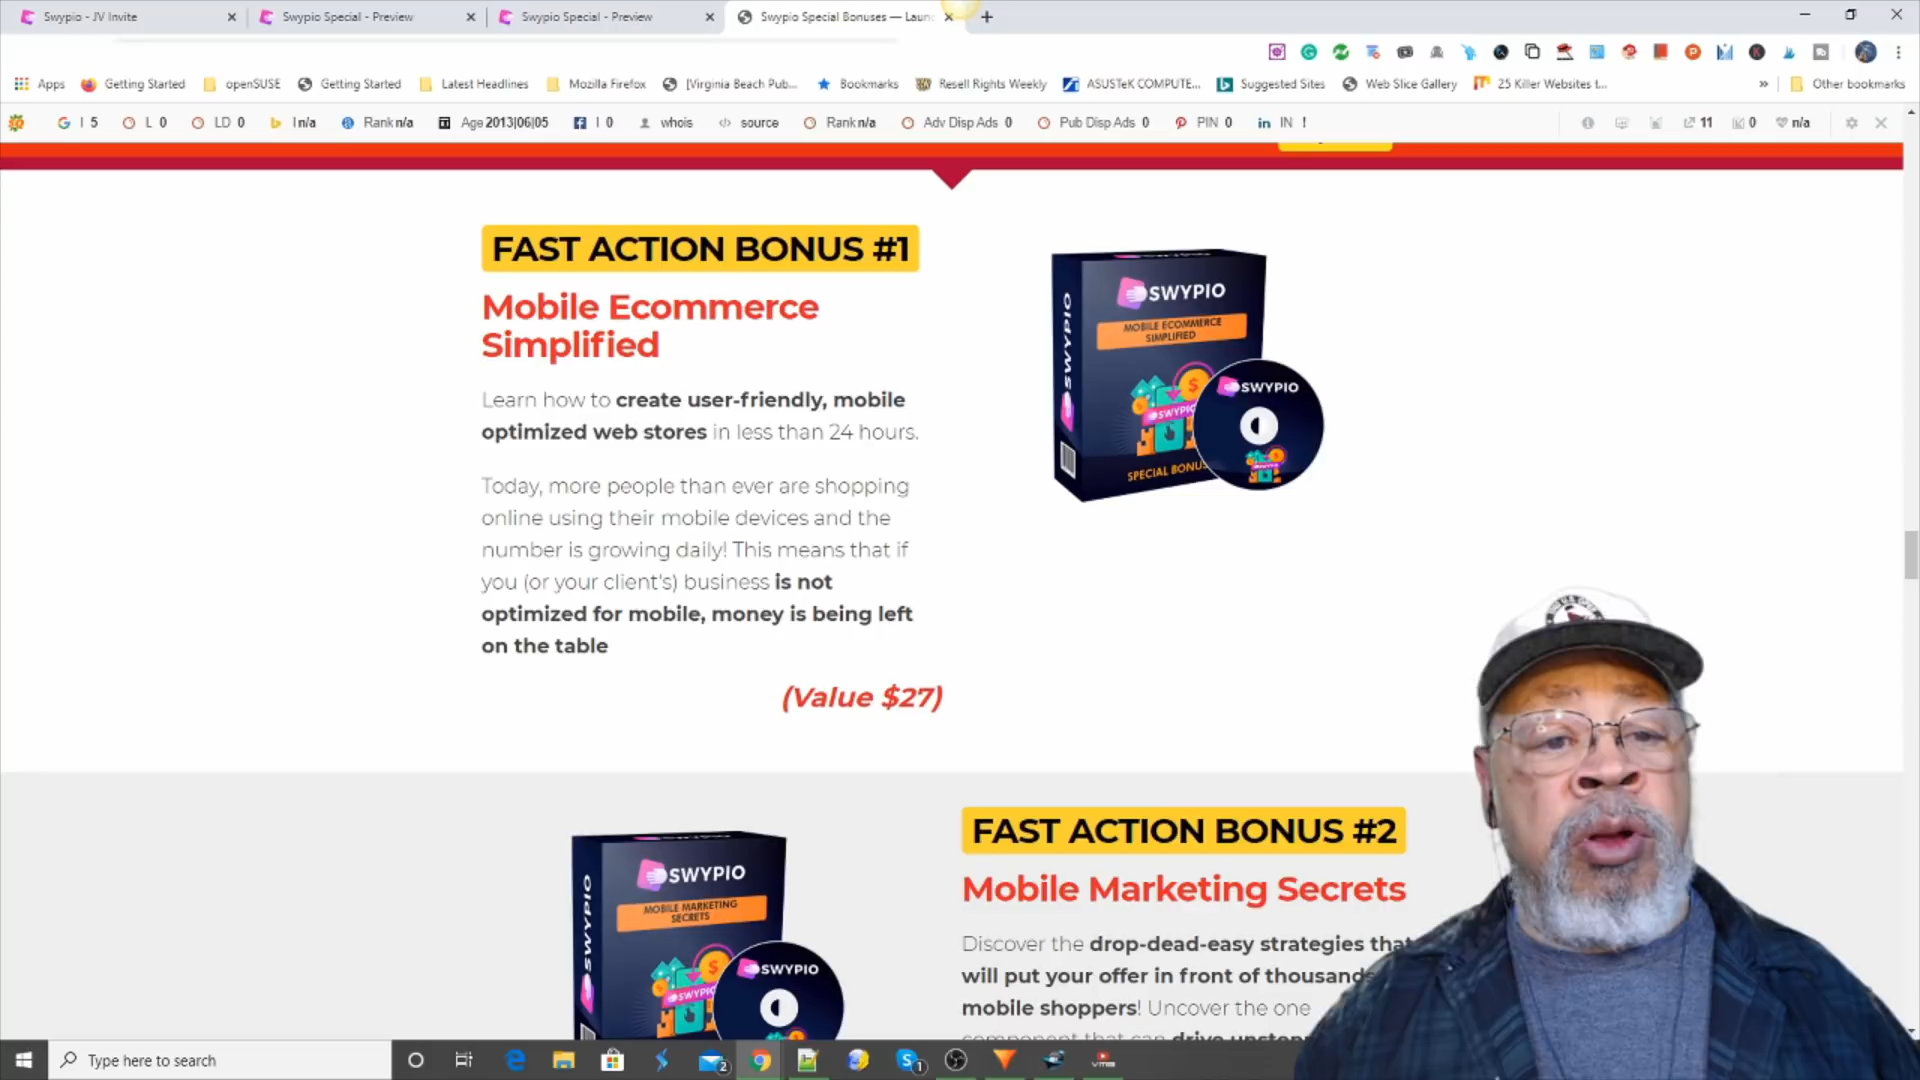 Swypio - JV Invite
Swypio Special - Preview
Swypio Special - Preview
Swypio Special Bonuses — Laun
Apps
Getting Started
openSUSE
Getting Started
Latest Headlines
Mozilla Firefox
[Virginia Beach Pub...
Bookmarks
Resell Rights Weekly
ASUSTeK COMPUTE...
Suggested Sites
Web Slice Gallery
25 Killer Websites t...
»
Other bookmarks
I 5
L 0
LD 0
I n/a
Rank n/a
Age 2013|06|05
I 0
whois
source
Rank n/a
Adv Disp Ads 0
Pub Disp Ads 0
PIN 0
IN !
11
0
n/a
FAST ACTION BONUS #1
Mobile Ecommerce
Simplified
Learn how to create user-friendly, mobile
optimized web stores in less than 24 hours.
Today, more people than ever are shopping
online using their mobile devices and the
number is growing daily! This means that if
you (or your client's) business is not
optimized for mobile, money is being left
on the table
(Value $27)
SWYPIO
MOBILE ECOMMERCE
SIMPLIFIED
SWYPIO
SWYPIO
SPECIAL BONUS
SWYPIO
FAST ACTION BONUS #2
Mobile Marketing Secrets
Discover the drop-dead-easy strategies that
will put your offer in front of thousands
mobile shoppers! Uncover the one
component that can drive unstop
SWYPIO
MOBILE MARKETING
SECRETS
SWYPIO
SWYPIO
SWYPIO
Type here to search
2
1